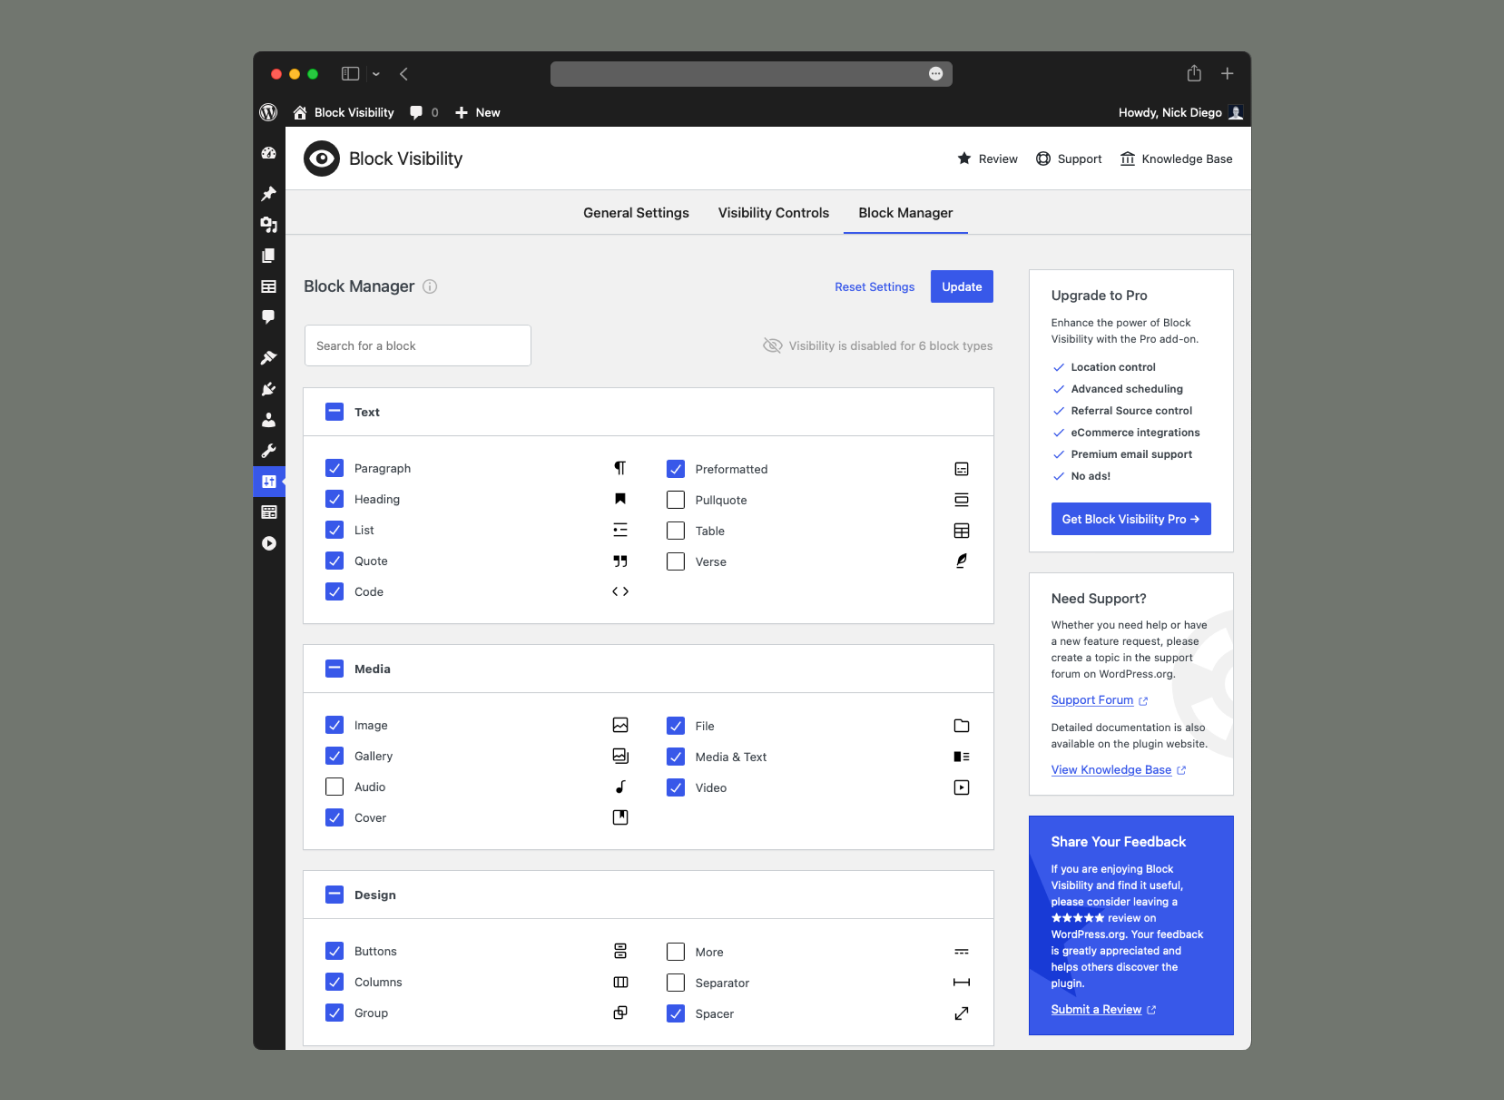 Block Visibility
0
New
Howdy, Nick Diego
Block Visibility
Review
Support
Knowledge Base
General Settings
Visibility Controls
Block Manager
Block Manager
Reset Settings
Update
Search for a block
Visibility is disabled for 6 block types
Text
Paragraph
Heading
List
Quote
Code
Preformatted
Pullquote
Table
Verse
Media
Image
Gallery
Audio
Cover
File
Media & Text
Video
Design
Buttons
Columns
Group
More
Separator
Spacer
Upgrade to Pro
Enhance the power of Block
Visibility with the Pro add-on.
Location control
Advanced scheduling
Referral Source control
eCommerce integrations
Premium email support
No ads!
Get Block Visibility Pro →
Need Support?
Whether you need help or have
a new feature request, please
create a topic in the support
forum on WordPress.org.
Support Forum
Detailed documentation is also
available on the plugin website.
View Knowledge Base
Share Your Feedback
If you are enjoying Block
Visibility and find it useful,
please consider leaving a
★★★★★ review on
WordPress.org. Your feedback
is greatly appreciated and
helps others discover the
plugin.
Submit a Review